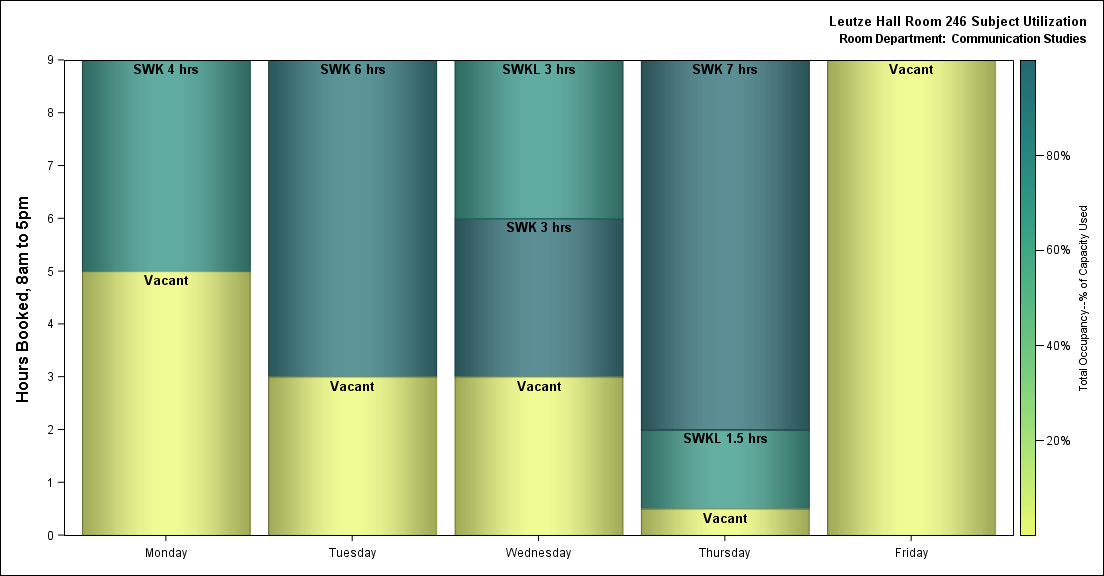 Leutze Hall Room 246 Subject Utilization
Room Department: Communication Studies
Hours Booked, 8am to 5pm
9
8
7
6
5
4
3
2
1
0
SWK 4 hrs
Vacant
SWK 6 hrs
Vacant
SWKL 3 hrs
SWK 3 hrs
Vacant
SWK 7 hrs
SWKL 1.5 hrs
Vacant
Vacant
Monday
Tuesday
Wednesday
Thursday
Friday
80%
60%
40%
20%
Total Occupancy--% of Capacity Used